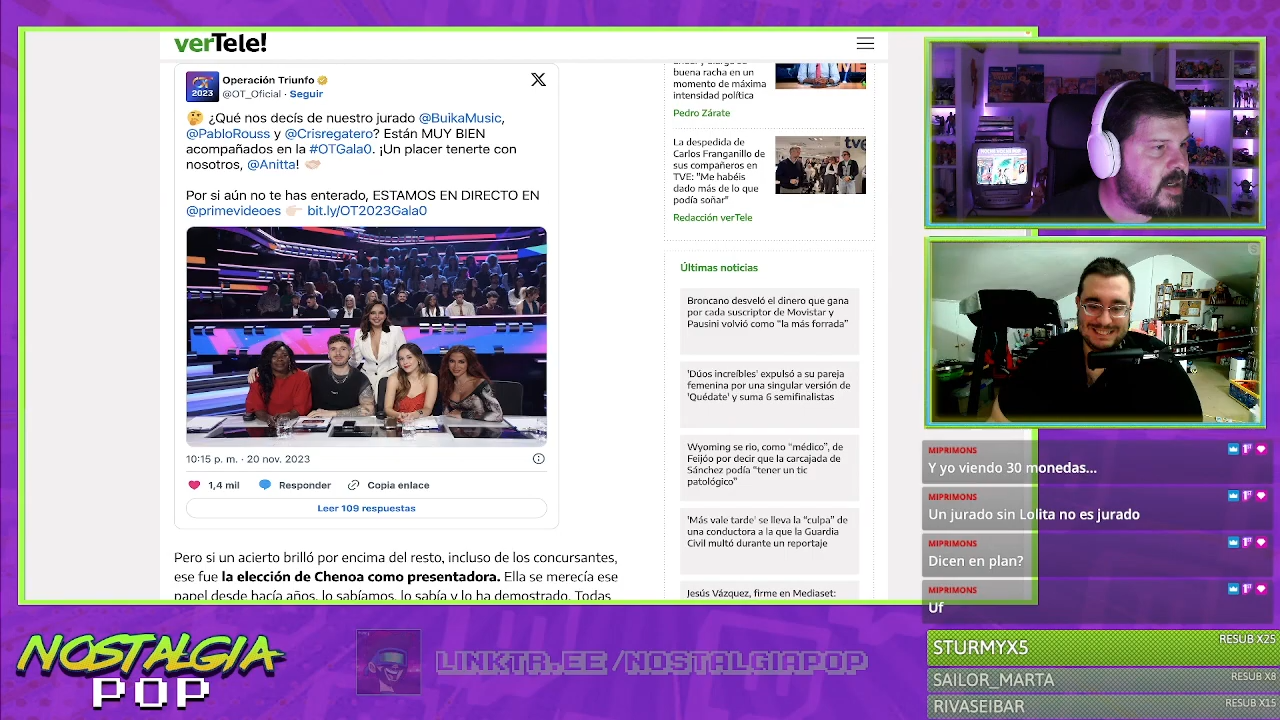 verTele!
Operación Triunfo
@OT_Oficial · Seguir
🤫 ¿Qué nos decís de nuestro jurado @BuikaMusic,
@PabloRouss y @crisregatero? Están MUY BIEN
acompañados en la #OTGala0. ¡Un placer tenerte con
nosotros, @Anitta! 🤝🏻
Por si aún no te has enterado, ESTAMOS EN DIRECTO EN
@primevideoes 👉🏻 bit.ly/OT2023Gala0
10:15 p. m. · 20 nov. 2023
1,4 mil
Responder
Copia enlace
Leer 109 respuestas
Pero si un acierto brilló por encima del resto, incluso de los concursantes,
ese fue la elección de Chenoa como presentadora. Ella se merecía ese
buena racha en un
momento de máxima
intensidad política
Pedro Zárate
La despedida de
Carlos Franganillo de
sus compañeros en
TVE: "Me habéis
dado más de lo que
podía soñar"
Redacción verTele
Últimas noticias
Broncano desveló el dinero que gana
por cada suscriptor de Movistar y
Pausini volvió como “la más forrada”
'Dúos increíbles' expulsó a su pareja
femenina por una singular versión de
'Quédate' y suma 6 semifinalistas
Wyoming se rio, como “médico”, de
Feijóo por decir que la carcajada de
Sánchez podía “tener un tic
patológico”
'Más vale tarde' se lleva la “culpa” de
una conductora a la que la Guardia
Civil multó durante un reportaje
Jesús Vázquez, firme en Mediaset:
MIPRIMONS
Y yo viendo 30 monedas...
MIPRIMONS
Un jurado sin Lolita no es jurado
MIPRIMONS
Dicen en plan?
MIPRIMONS
Uf
STURMYX5 RESUB X25
SAILOR_MARTA RESUB X8
RIVASEIBAR RESUB X15
NOSTALGIA
POP
LINKTR.EE/NOSTALGIAPOP